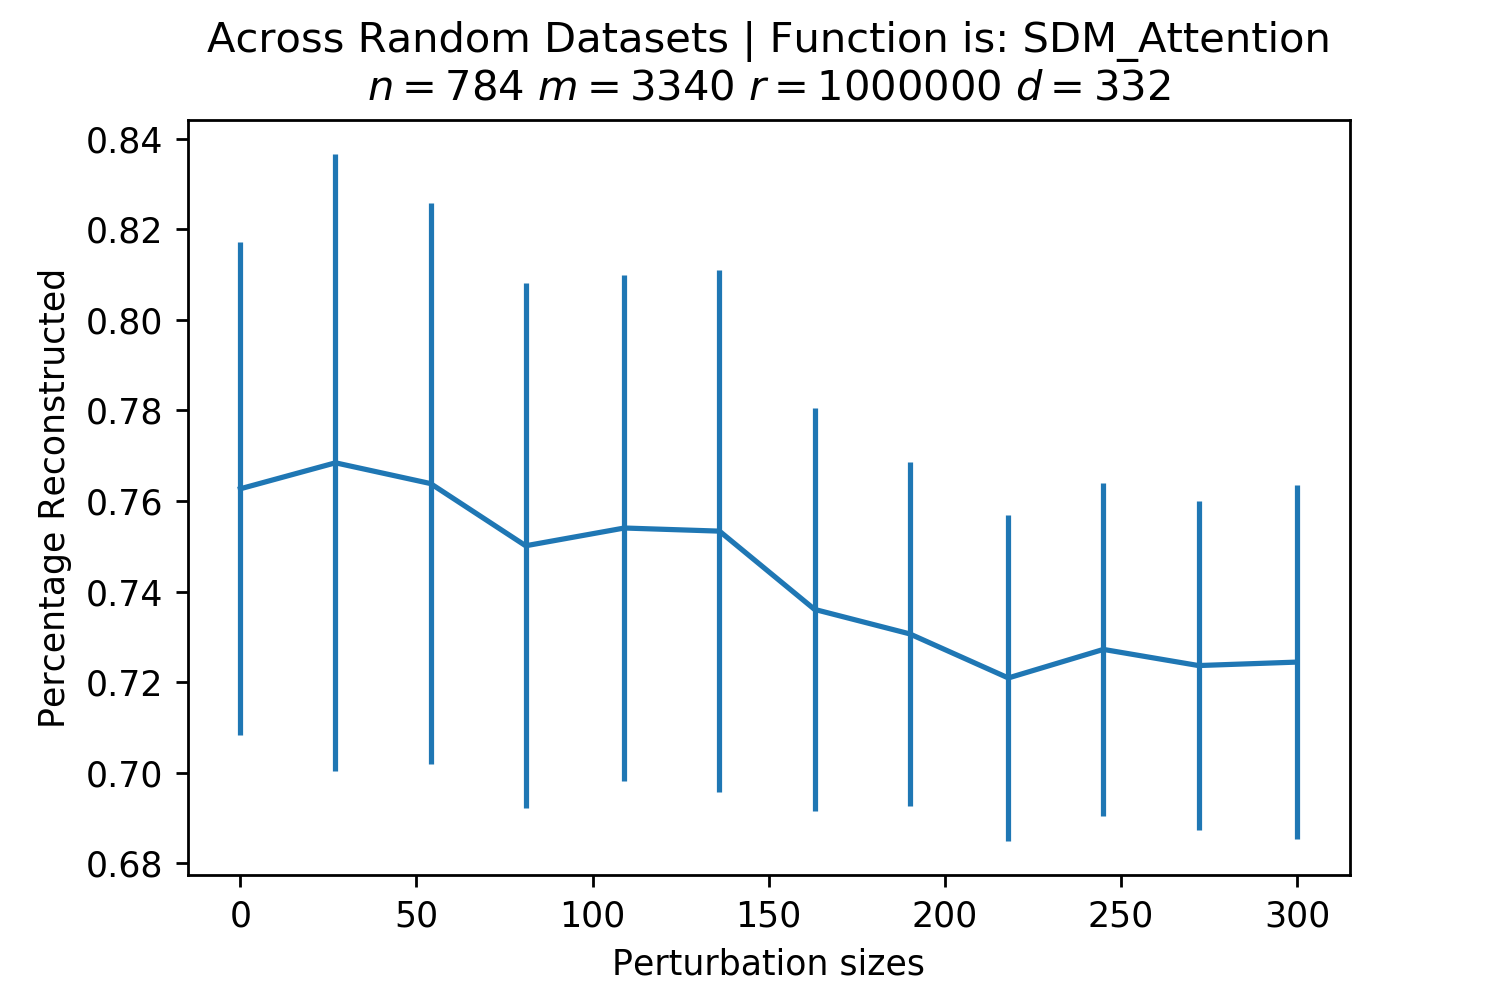 Across Random Datasets | Function is: SDM_Attention
n = 784 m = 3340 r = 1000000 d = 332
Percentage Reconstructed
0.84
0.82
0.80
0.78
0.76
0.74
0.72
0.70
0.68
0 50 100 150 200 250 300
Perturbation sizes